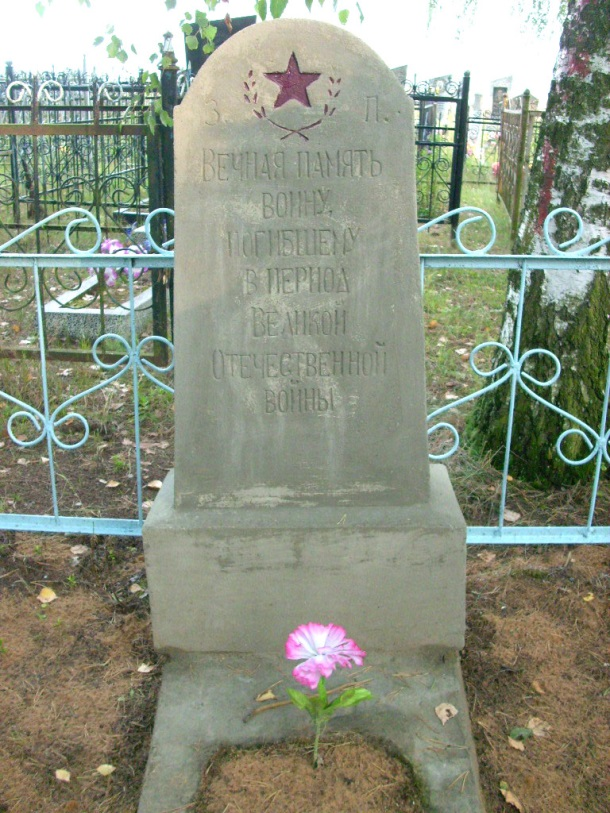 З. П.
Вечная память
воину,
погибшему
в период
Великой
Отечественной
войны